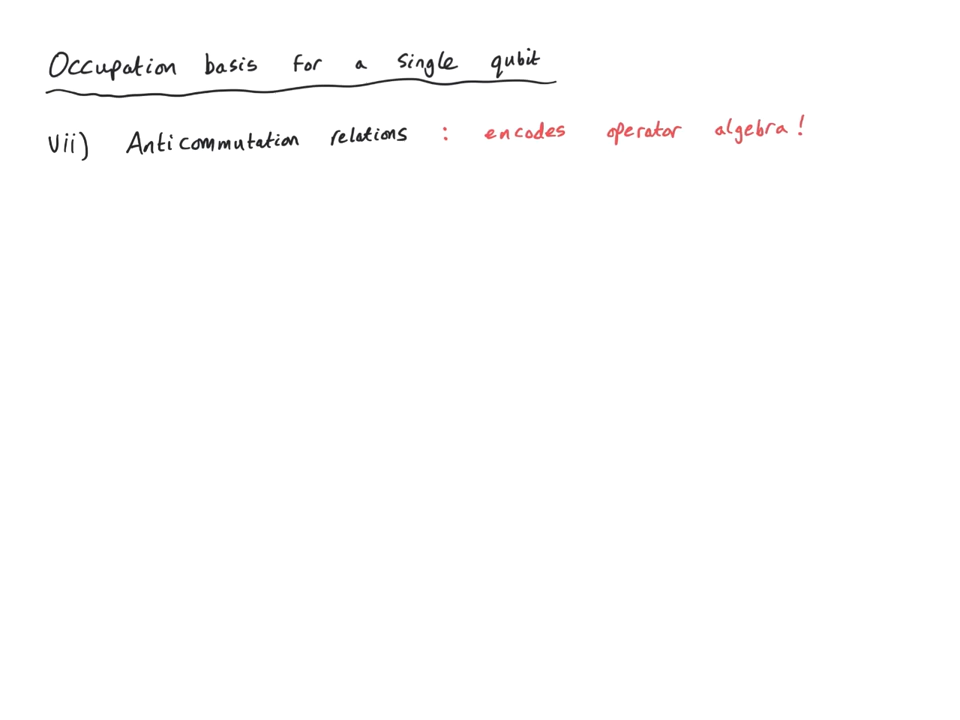 Occupation basis for a single qubit
vii) Anticommutation relations : encodes operator algebra!